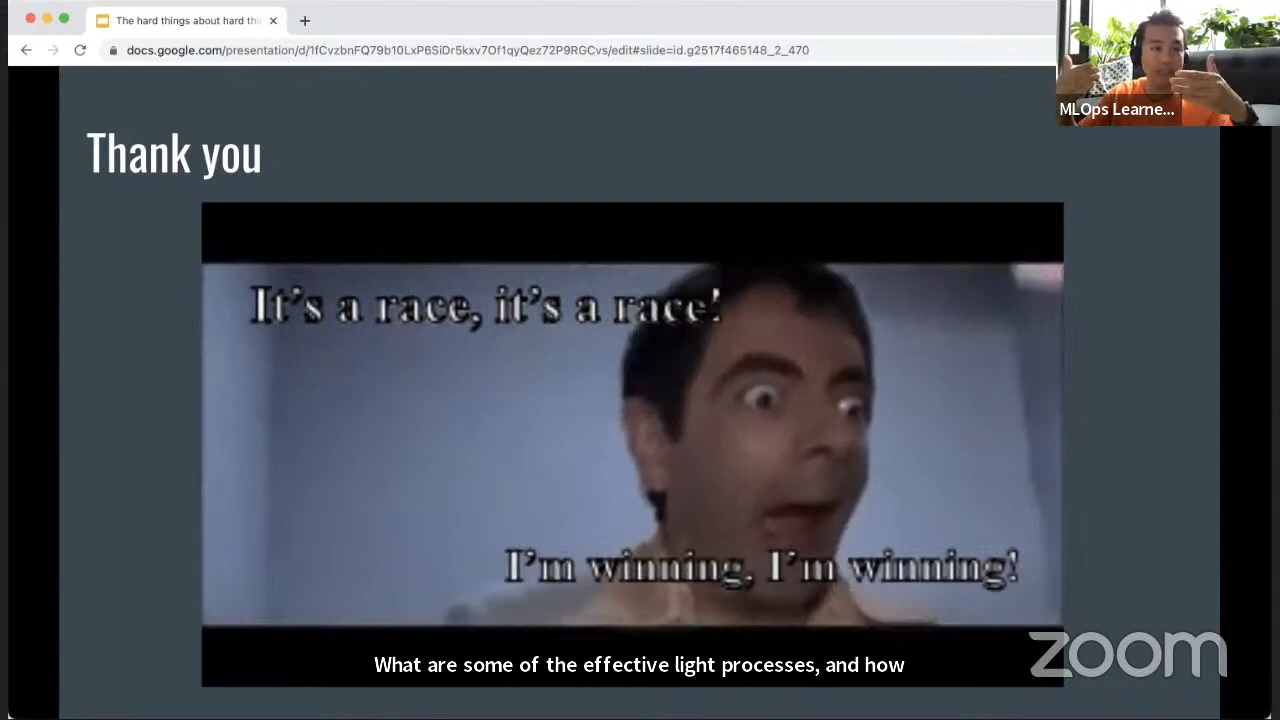 The hard things about hard thi
docs.google.com/presentation/d/1fCvzbnFQ79b10LxP6SiDr5kxv7Of1qyQez72P9RGCvs/edit#slide=id.g2517f465148_2_470
MLOps Learne...
Thank you
It's a race, it's a race!
I'm winning, I'm winning!
What are some of the effective light processes, and how
zoom